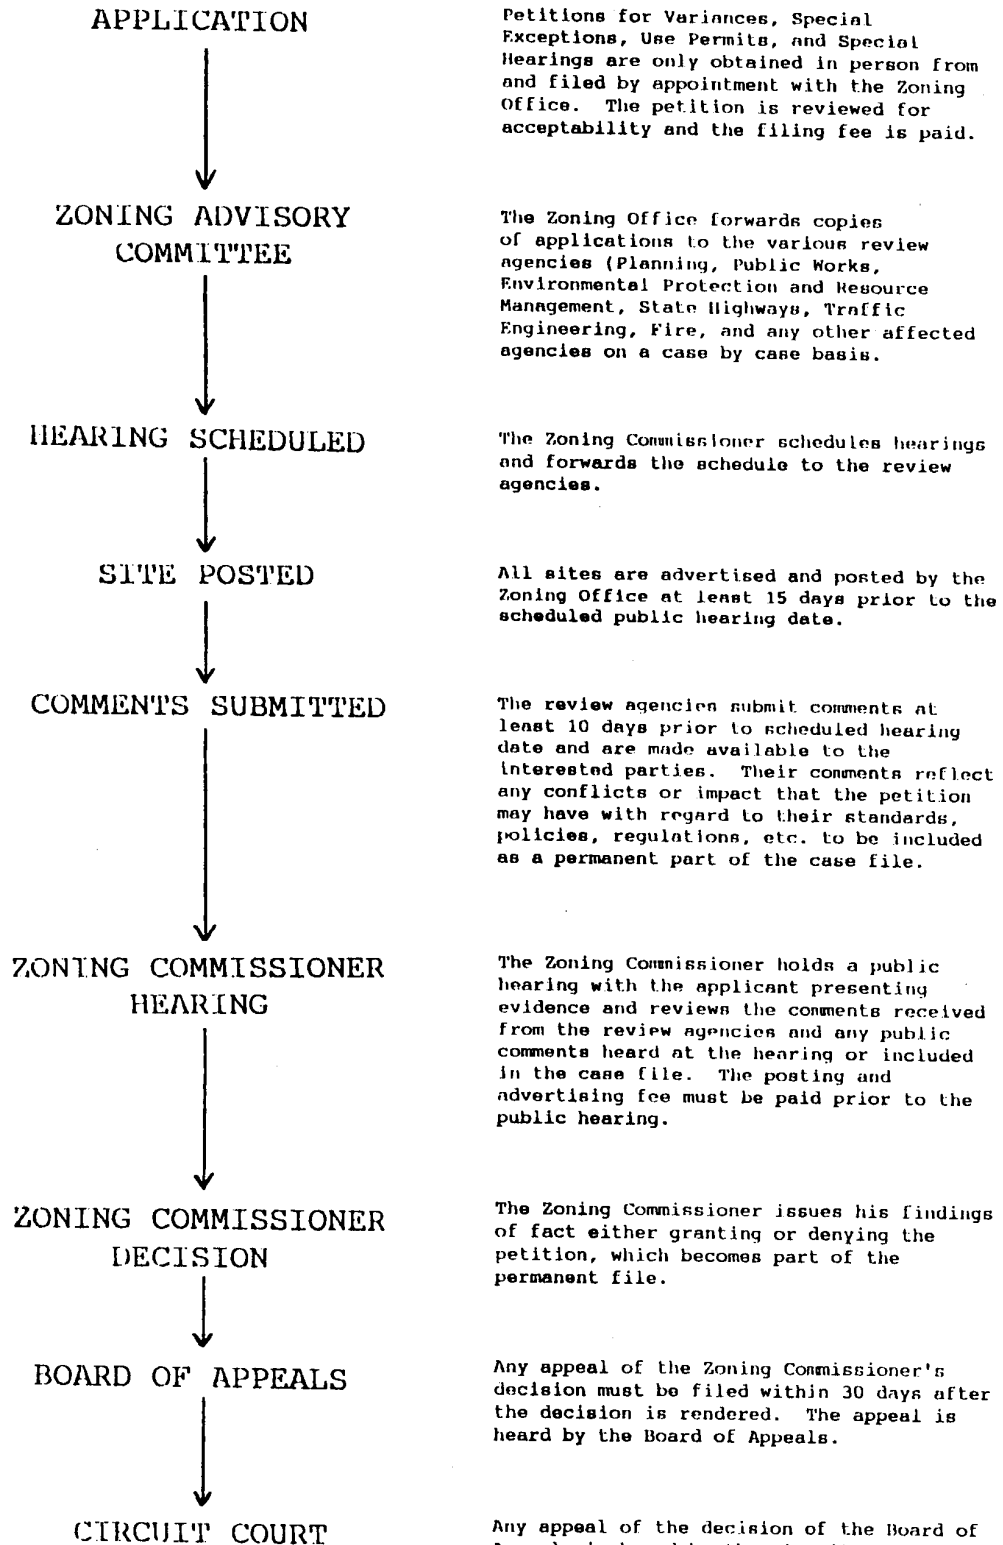 APPLICATION
Petitions for Variances, Special
Exceptions, Use Permits, and Special
Hearings are only obtained in person from
and filed by appointment with the Zoning
Office.  The petition is reviewed for
acceptability and the filing fee is paid.
ZONING ADVISORY
COMMITTEE
The Zoning Office forwards copies
of applications to the various review
agencies (Planning, Public Works,
Environmental Protection and Resource
Management, State Highways, Traffic
Engineering, Fire, and any other affected
agencies on a case by case basis.
HEARING SCHEDULED
The Zoning Commissioner schedules hearings
and forwards the schedule to the review
agencies.
SITE POSTED
All sites are advertised and posted by the
Zoning Office at least 15 days prior to the
scheduled public hearing date.
COMMENTS SUBMITTED
The review agencies submit comments at
least 10 days prior to scheduled hearing
date and are made available to the
interested parties.  Their comments reflect
any conflicts or impact that the petition
may have with regard to their standards,
policies, regulations, etc. to be included
as a permanent part of the case file.
ZONING COMMISSIONER
HEARING
The Zoning Commissioner holds a public
hearing with the applicant presenting
evidence and reviews the comments received
from the review agencies and any public
comments heard at the hearing or included
in the case file.  The posting and
advertising fee must be paid prior to the
public hearing.
ZONING COMMISSIONER
DECISION
The Zoning Commissioner issues his findings
of fact either granting or denying the
petition, which becomes part of the
permanent file.
BOARD OF APPEALS
Any appeal of the Zoning Commissioner's
decision must be filed within 30 days after
the decision is rendered.  The appeal is
heard by the Board of Appeals.
CIRCUIT COURT
Any appeal of the decision of the Board of